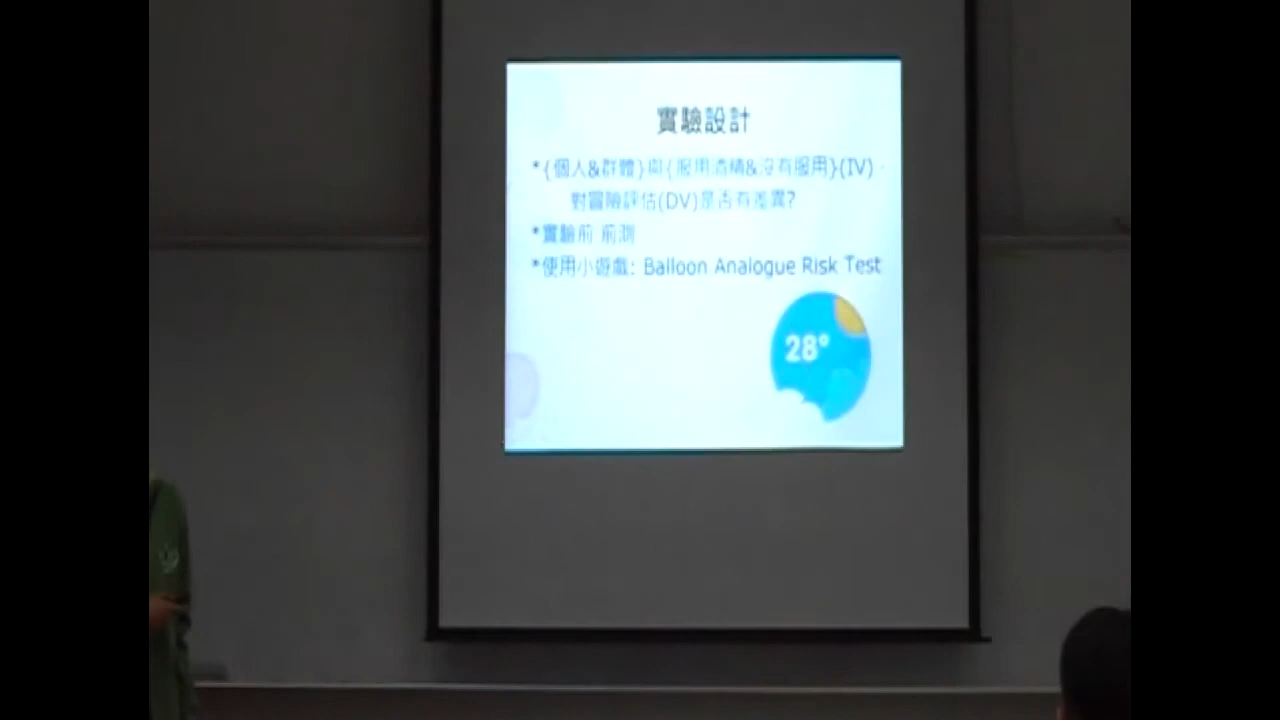 實驗設計
*{個人&群體}與{服用酒精&沒有服用}(IV)，
對冒險評估(DV)是否有差異?
*實驗前 前測
*使用小遊戲: Balloon Analogue Risk Test
28°